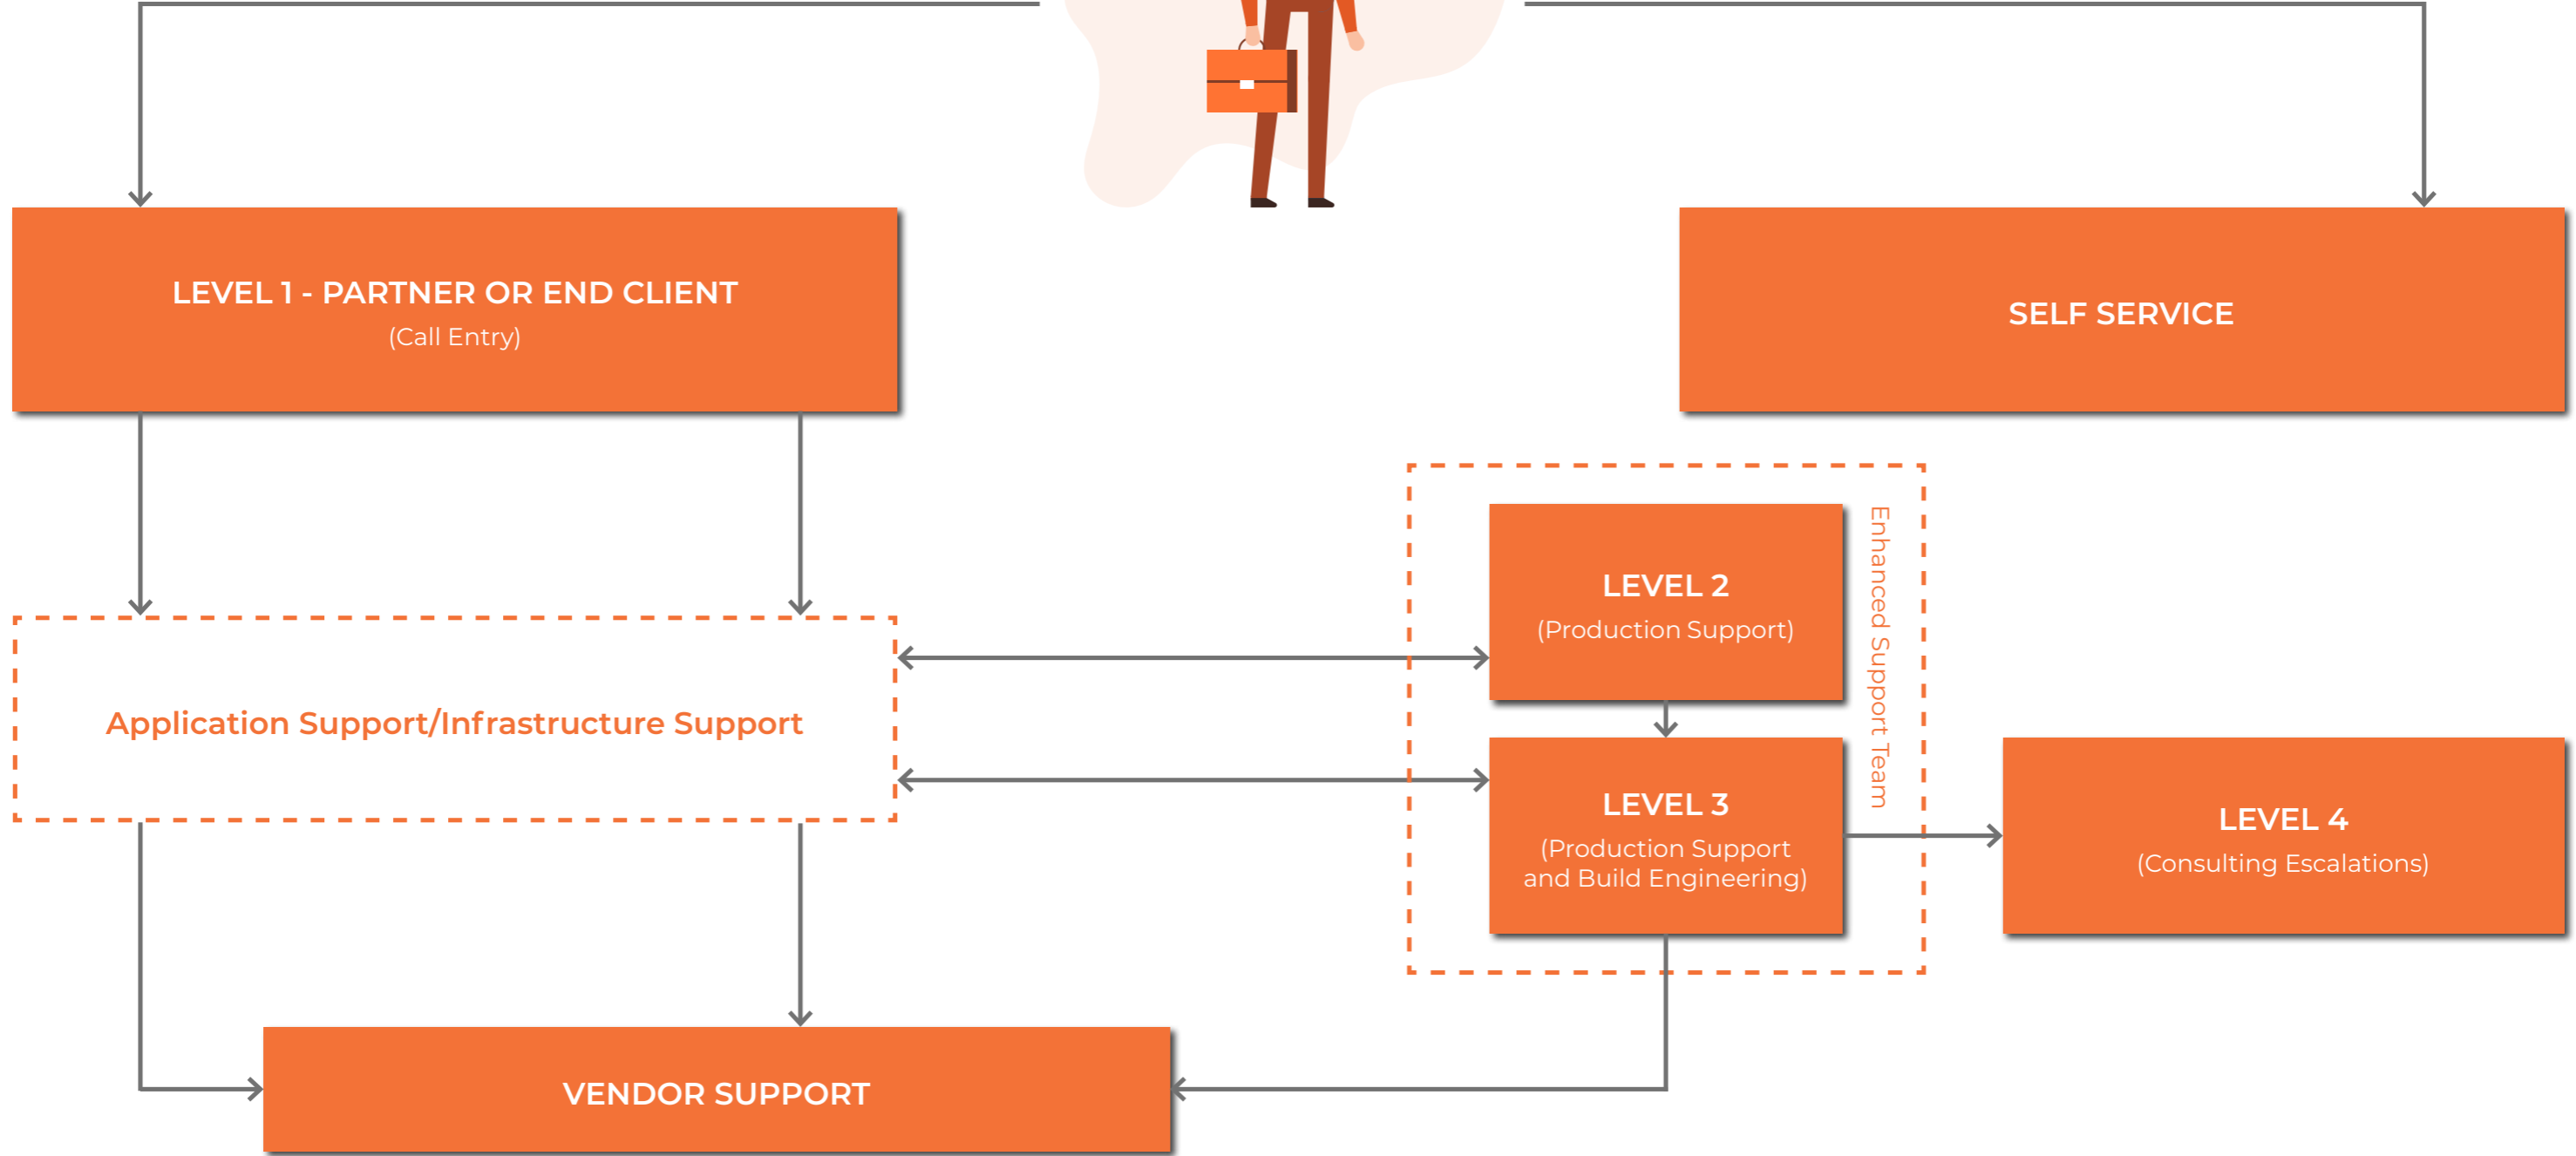 LEVEL 1 - PARTNER OR END CLIENT
(Call Entry)
SELF SERVICE
Application Support/Infrastructure Support
LEVEL 2
(Production Support)
Enhanced Support Team
LEVEL 3
(Production Support
and Build Engineering)
LEVEL 4
(Consulting Escalations)
VENDOR SUPPORT